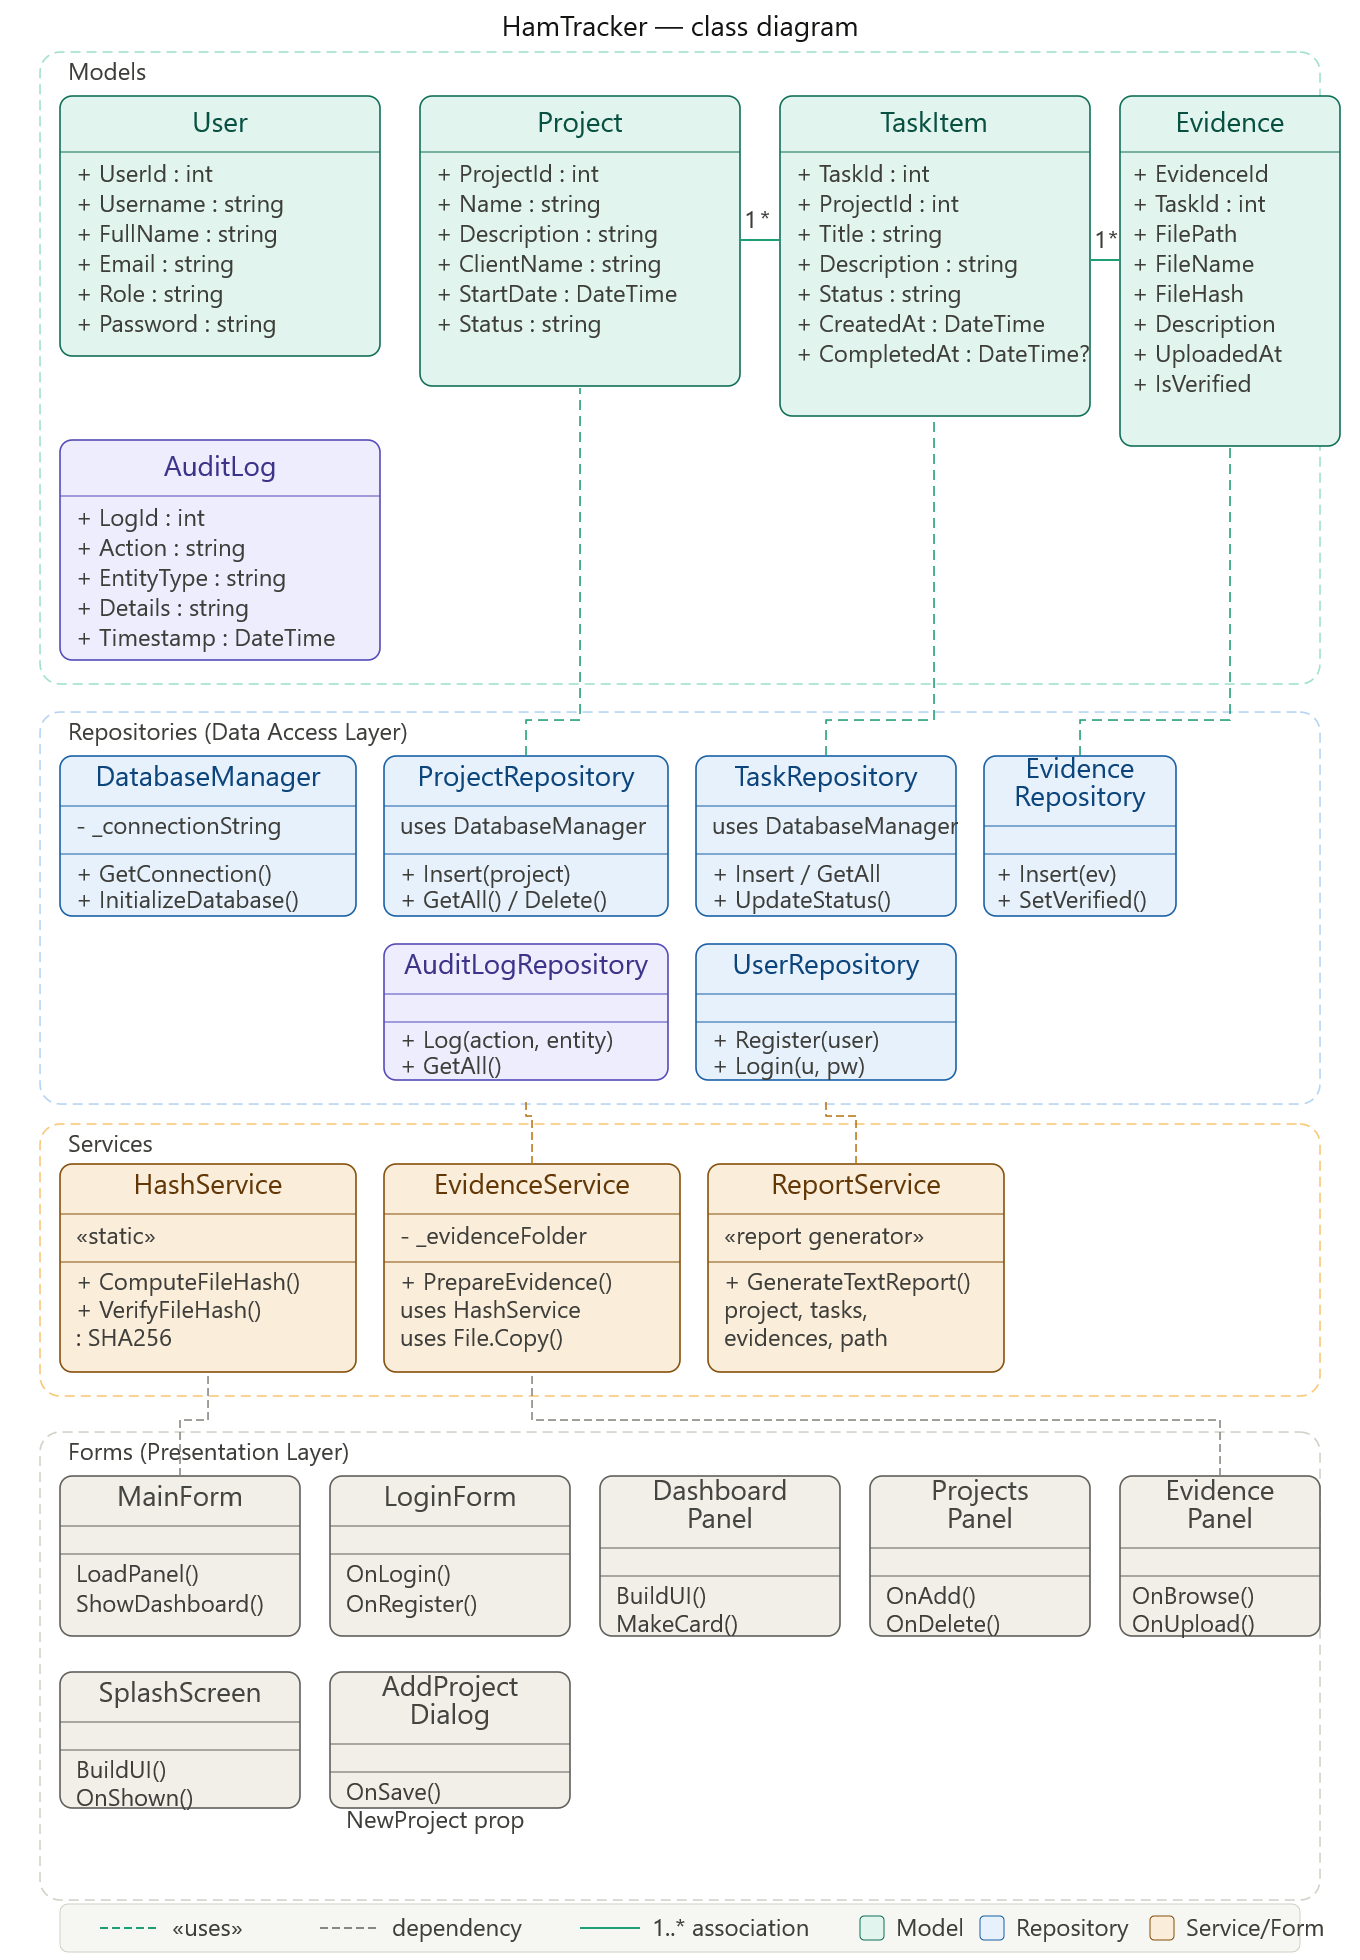 HamTracker — class diagram
Models
User
+ UserId : int
+ Username : string
+ FullName : string
+ Email : string
+ Role : string
+ Password : string
Project
+ ProjectId : int
+ Name : string
+ Description : string
+ ClientName : string
+ StartDate : DateTime
+ Status : string
1*
TaskItem
+ TaskId : int
+ ProjectId : int
+ Title : string
+ Description : string
+ Status : string
+ CreatedAt : DateTime
+ CompletedAt : DateTime?
1*
Evidence
+ EvidenceId
+ TaskId : int
+ FilePath
+ FileName
+ FileHash
+ Description
+ UploadedAt
+ IsVerified
AuditLog
+ LogId : int
+ Action : string
+ EntityType : string
+ Details : string
+ Timestamp : DateTime
Repositories (Data Access Layer)
DatabaseManager
- _connectionString
+ GetConnection()
+ InitializeDatabase()
ProjectRepository
uses DatabaseManager
+ Insert(project)
+ GetAll() / Delete()
TaskRepository
uses DatabaseManager
+ Insert / GetAll
+ UpdateStatus()
Evidence
Repository
+ Insert(ev)
+ SetVerified()
AuditLogRepository
+ Log(action, entity)
+ GetAll()
UserRepository
+ Register(user)
+ Login(u, pw)
Services
HashService
«static»
+ ComputeFileHash()
+ VerifyFileHash()
: SHA256
EvidenceService
- _evidenceFolder
+ PrepareEvidence()
uses HashService
uses File.Copy()
ReportService
«report generator»
+ GenerateTextReport()
project, tasks,
evidences, path
Forms (Presentation Layer)
MainForm
LoadPanel()
ShowDashboard()
LoginForm
OnLogin()
OnRegister()
Dashboard
Panel
BuildUI()
MakeCard()
Projects
Panel
OnAdd()
OnDelete()
Evidence
Panel
OnBrowse()
OnUpload()
SplashScreen
BuildUI()
OnShown()
AddProject
Dialog
OnSave()
NewProject prop
«uses»
dependency
1..* association
Model
Repository
Service/Form